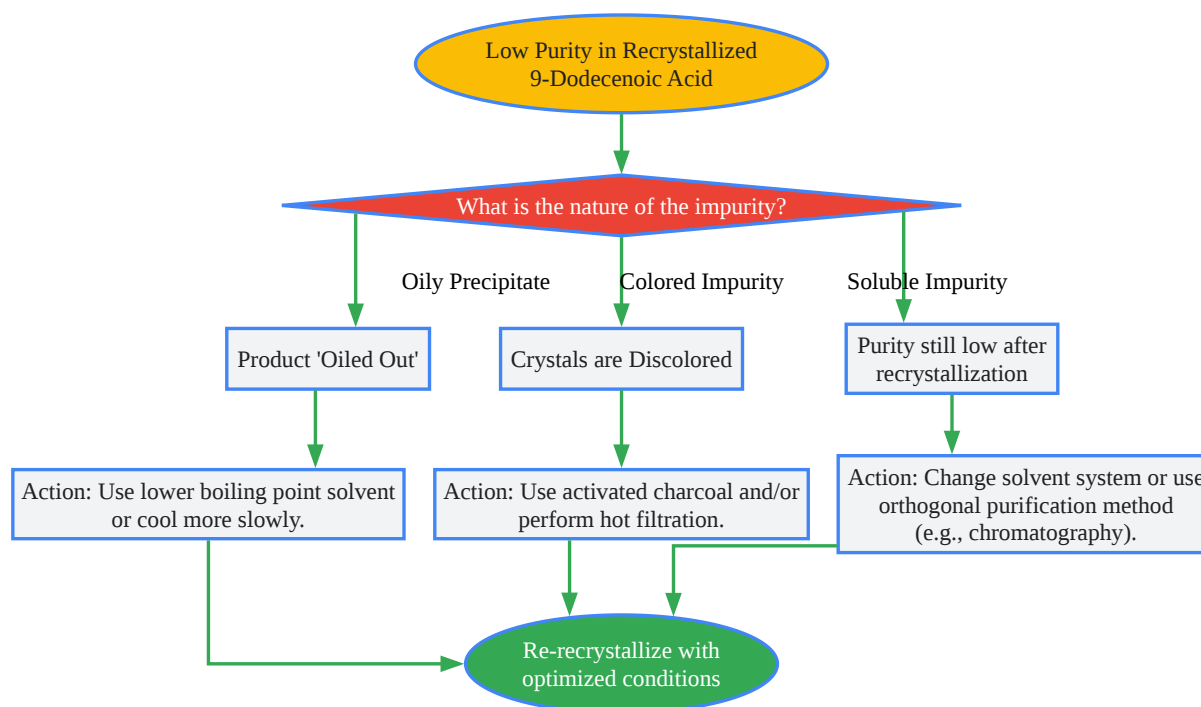 Low Purity in Recrystallized
9-Dodecenoic Acid
What is the nature of the impurity?
Oily Precipitate
Colored Impurity
Soluble Impurity
Product 'Oiled Out'
Crystals are Discolored
Purity still low after
recrystallization
Action: Use lower boiling point solvent
or cool more slowly.
Action: Use activated charcoal and/or
perform hot filtration.
Action: Change solvent system or use
orthogonal purification method
(e.g., chromatography).
Re-recrystallize with
optimized conditions